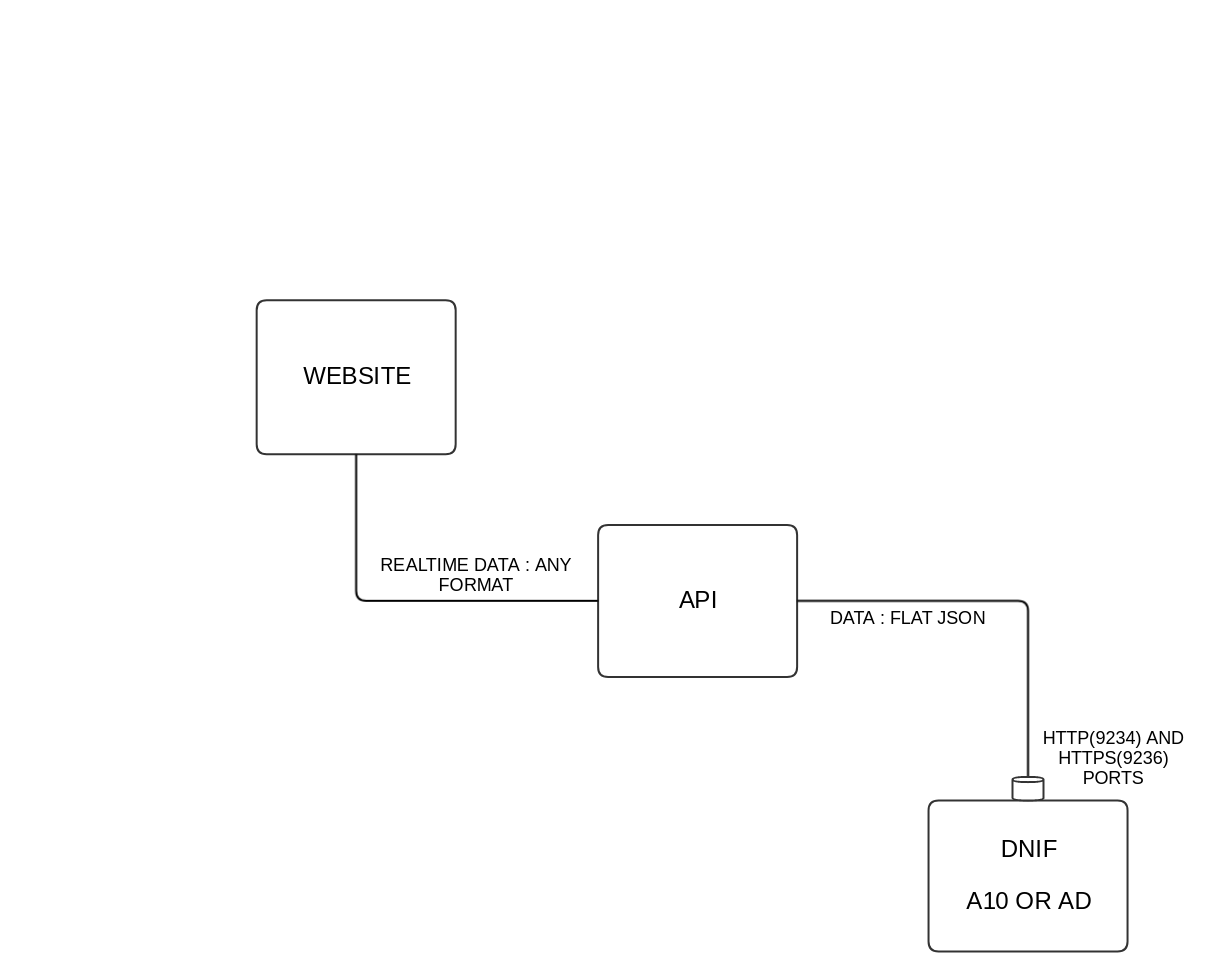 WEBSITE
REALTIME DATA : ANY
FORMAT
API
DATA : FLAT JSON
HTTP(9234) AND
HTTPS(9236)
PORTS
DNIF
A10 OR AD